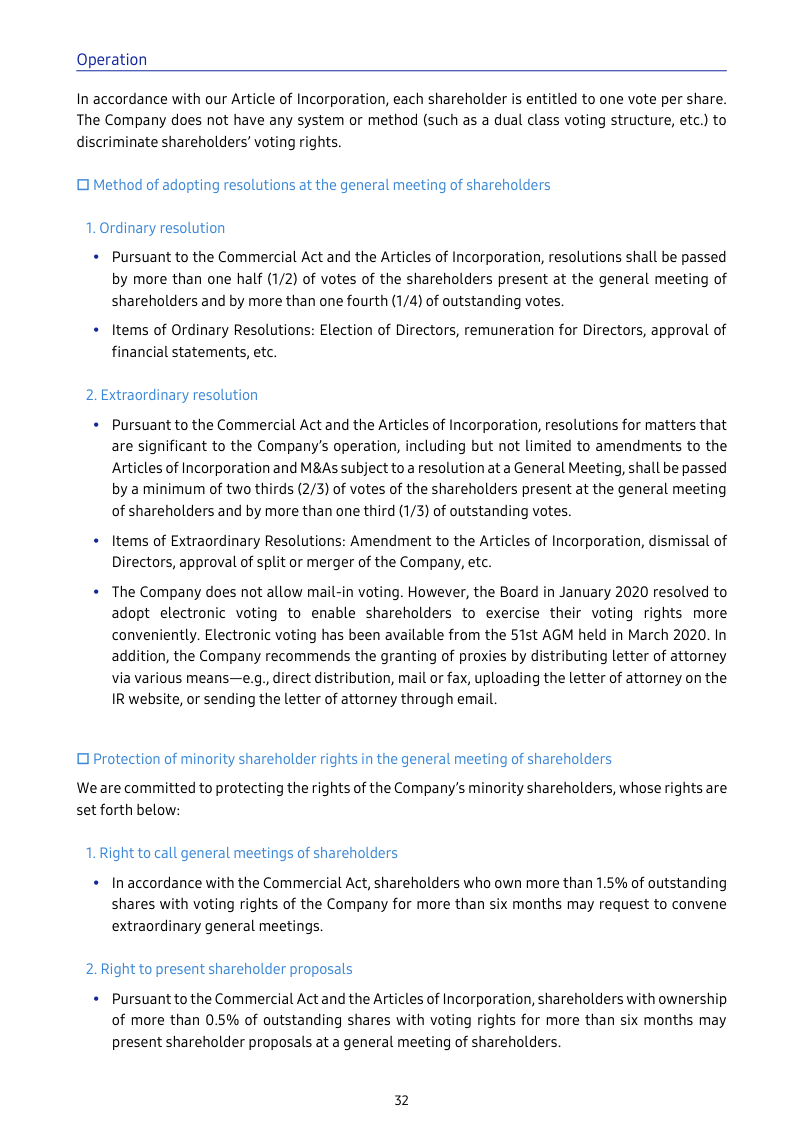 Operation
In accordance with our Article of Incorporation, each shareholder is entitled to one vote per share.
The Company does not have any system or method (such as a dual class voting structure, etc.) to
discriminate shareholders’ voting rights.
☐ Method of adopting resolutions at the general meeting of shareholders
1. Ordinary resolution
• Pursuant to the Commercial Act and the Articles of Incorporation, resolutions shall be passed
by more than one half (1/2) of votes of the shareholders present at the general meeting of
shareholders and by more than one fourth (1/4) of outstanding votes.
• Items of Ordinary Resolutions: Election of Directors, remuneration for Directors, approval of
financial statements, etc.
2. Extraordinary resolution
• Pursuant to the Commercial Act and the Articles of Incorporation, resolutions for matters that
are significant to the Company’s operation, including but not limited to amendments to the
Articles of Incorporation and M&As subject to a resolution at a General Meeting, shall be passed
by a minimum of two thirds (2/3) of votes of the shareholders present at the general meeting
of shareholders and by more than one third (1/3) of outstanding votes.
• Items of Extraordinary Resolutions: Amendment to the Articles of Incorporation, dismissal of
Directors, approval of split or merger of the Company, etc.
• The Company does not allow mail-in voting. However, the Board in January 2020 resolved to
adopt electronic voting to enable shareholders to exercise their voting rights more
conveniently. Electronic voting has been available from the 51st AGM held in March 2020. In
addition, the Company recommends the granting of proxies by distributing letter of attorney
via various means—e.g., direct distribution, mail or fax, uploading the letter of attorney on the
IR website, or sending the letter of attorney through email.
☐ Protection of minority shareholder rights in the general meeting of shareholders
We are committed to protecting the rights of the Company’s minority shareholders, whose rights are
set forth below:
1. Right to call general meetings of shareholders
• In accordance with the Commercial Act, shareholders who own more than 1.5% of outstanding
shares with voting rights of the Company for more than six months may request to convene
extraordinary general meetings.
2. Right to present shareholder proposals
• Pursuant to the Commercial Act and the Articles of Incorporation, shareholders with ownership
of more than 0.5% of outstanding shares with voting rights for more than six months may
present shareholder proposals at a general meeting of shareholders.
32